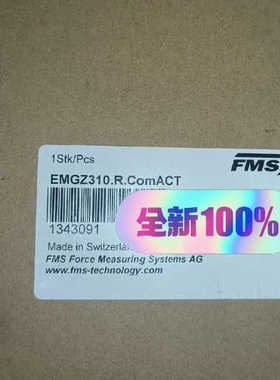 1Stk/Pcs
FMS
EMGZ310.R.ComACT
全新100%
1343091
Made in Switzerland
FMS Force Measuring Systems AG
www.fms-technology.com